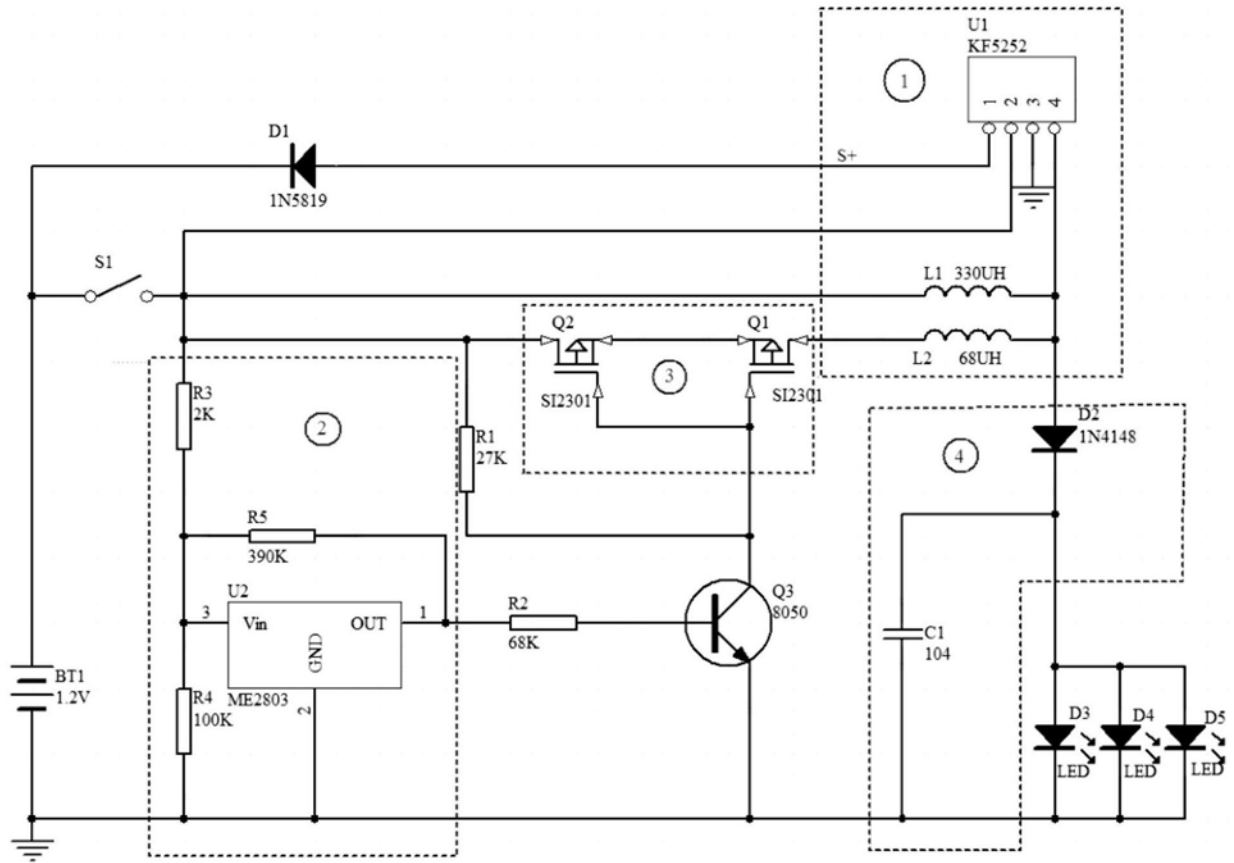 U1
KF5252
1
1 2 3 4
D1
S+
1N5819
S1
L1 330UH
Q2
Q1
L2 68UH
3
SI2301
SI2301
R3
2K
2
R1
27K
D2
1N4148
4
R5
390K
U2
3
Vin
OUT
1
GND
R2
68K
Q3
8050
C1
104
BT1
1.2V
R4
100K
ME2803
2
D3
D4
D5
LED
LED
LED